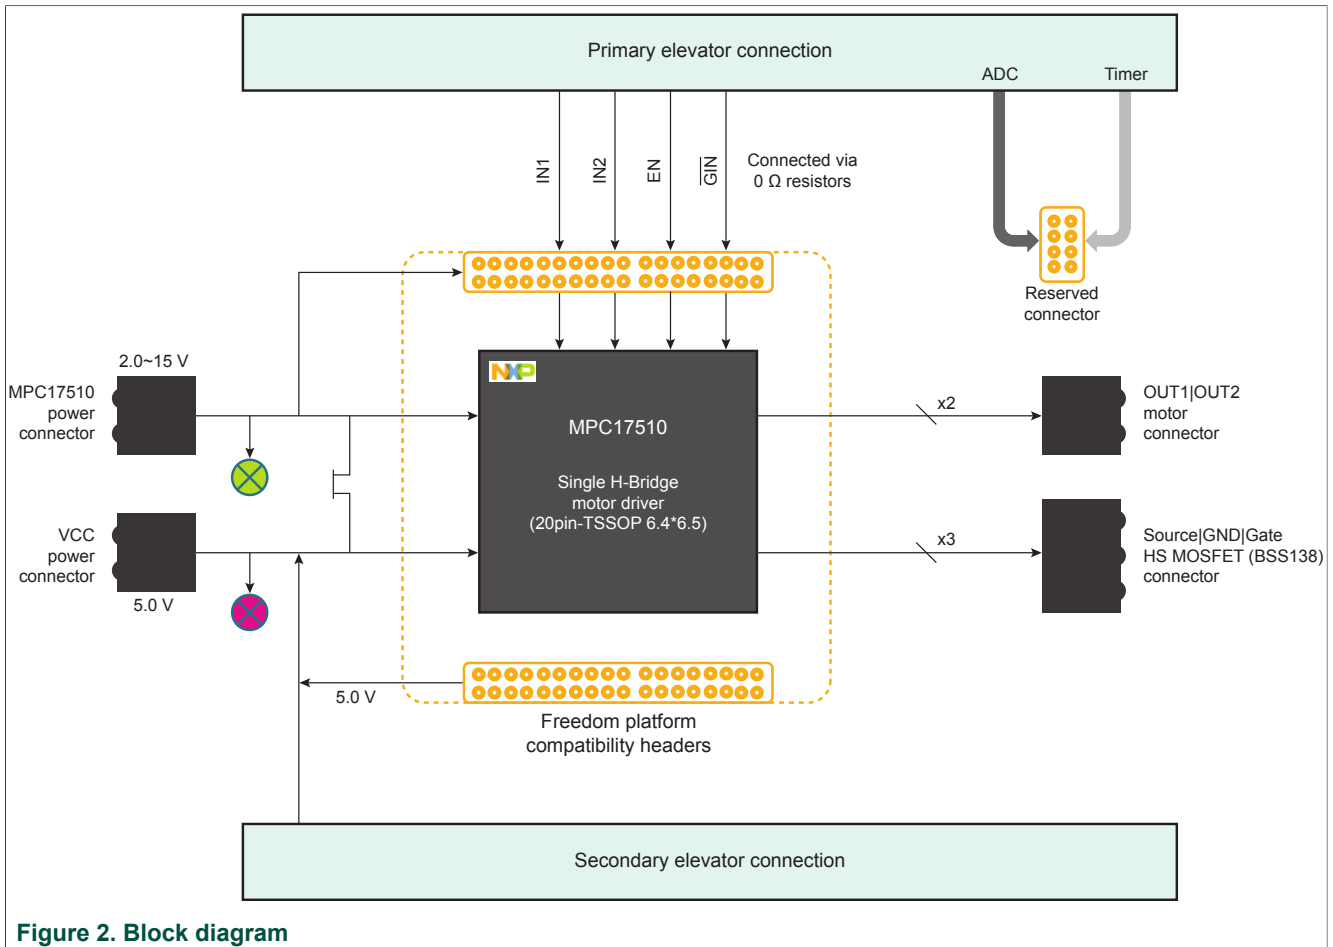 Primary elevator connection
ADC
Timer
IN1
IN2
EN
GIN
Connected via
0 Ω resistors
Reserved
connector
2.0~15 V
MPC17510
power
connector
NXP
MPC17510
Single H-Bridge
motor driver
(20pin-TSSOP 6.4*6.5)
x2
OUT1|OUT2
motor
connector
VCC
power
connector
5.0 V
x3
Source|GND|Gate
HS MOSFET (BSS138)
connector
5.0 V
Freedom platform
compatibility headers
Secondary elevator connection
Figure 2. Block diagram